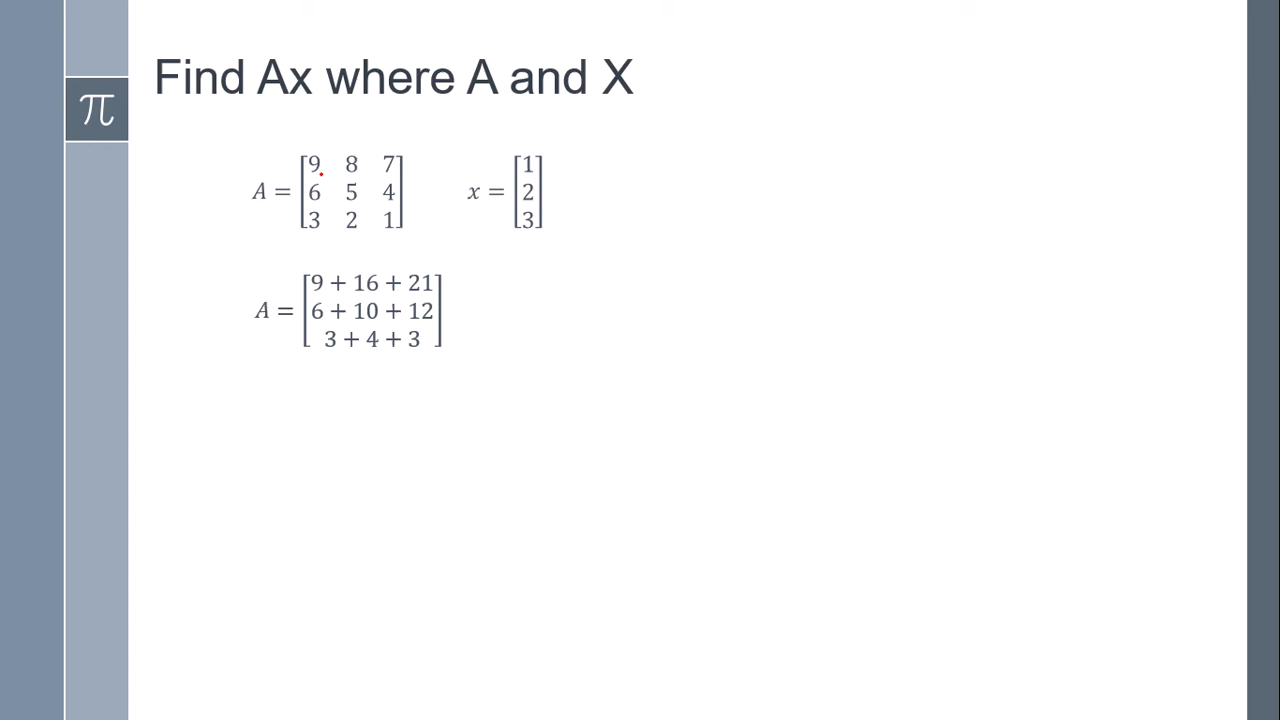 Find Ax where A and X
π
A = [9 8 7] x = [1]
[6 5 4] [2]
[3 2 1] [3]
A = [9 + 16 + 21]
[6 + 10 + 12]
[3 + 4 + 3]